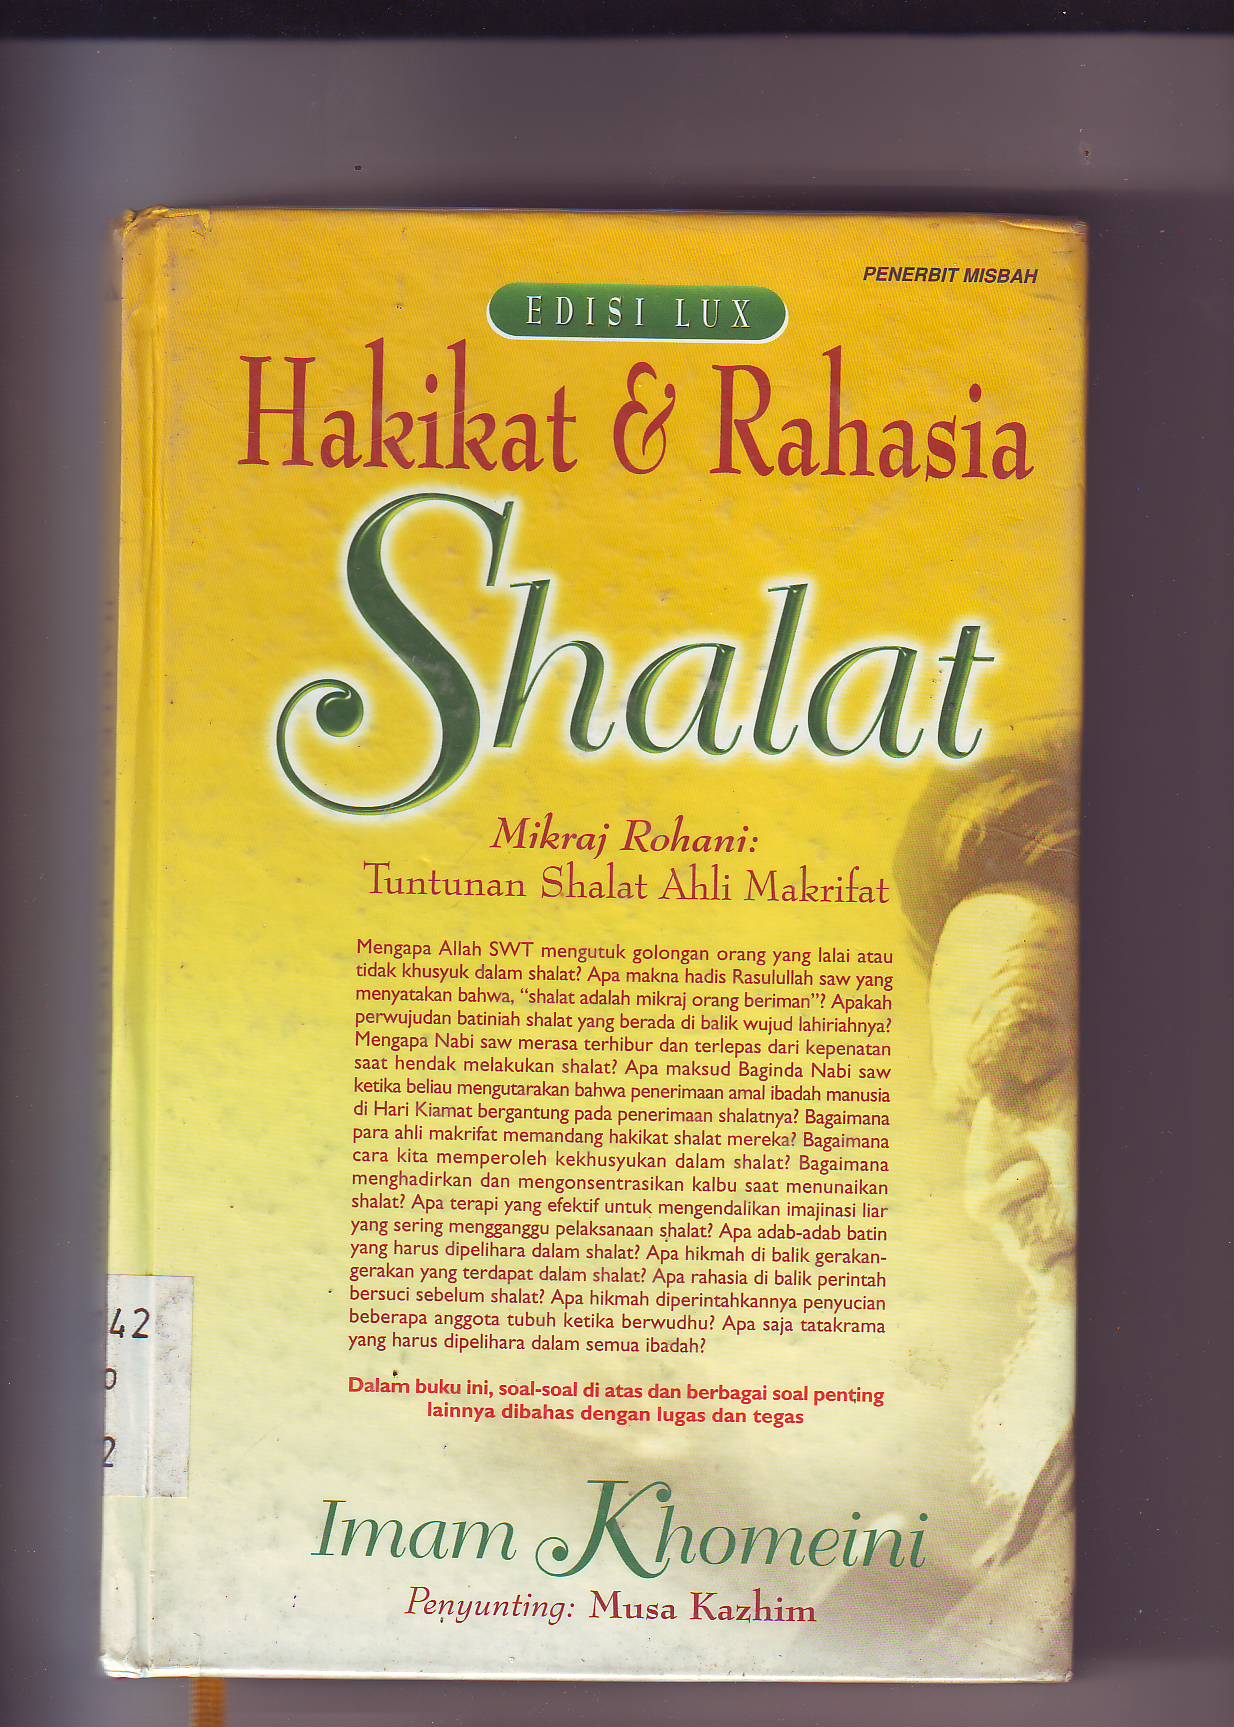 PENERBIT MISBAH
EDISI LUX
Hakikat & Rahasia
Shalat
Mikraj Rohani:
Tuntunan Shalat Ahli Makrifat
Mengapa Allah SWT mengutuk golongan orang yang lalai atau
tidak khusyuk dalam shalat? Apa makna hadis Rasulullah saw yang
menyatakan bahwa, “shalat adalah mikraj orang beriman”? Apakah
perwujudan batiniah shalat yang berada di balik wujud lahiriahnya?
Mengapa Nabi saw merasa terhibur dan terlepas dari kepenatan
saat hendak melakukan shalat? Apa maksud Baginda Nabi saw
ketika beliau mengutarakan bahwa penerimaan amal ibadah manusia
di Hari Kiamat bergantung pada penerimaan shalatnya? Bagaimana
para ahli makrifat memandang hakikat shalat mereka? Bagaimana
cara kita memperoleh kekhusyukan dalam shalat? Bagaimana
menghadirkan dan mengonsentrasikan kalbu saat menunaikan
shalat? Apa terapi yang efektif untuk mengendalikan imajinasi liar
yang sering mengganggu pelaksanaan shalat? Apa adab-adab batin
yang harus dipelihara dalam shalat? Apa hikmah di balik gerakan-
gerakan yang terdapat dalam shalat? Apa rahasia di balik perintah
bersuci sebelum shalat? Apa hikmah diperintahkannya penyucian
beberapa anggota tubuh ketika berwudhu? Apa saja tatakrama
yang harus dipelihara dalam semua ibadah?
Dalam buku ini, soal-soal di atas dan berbagai soal penting
lainnya dibahas dengan lugas dan tegas
Imam Khomeini
Penyunting: Musa Kazhim
42
2